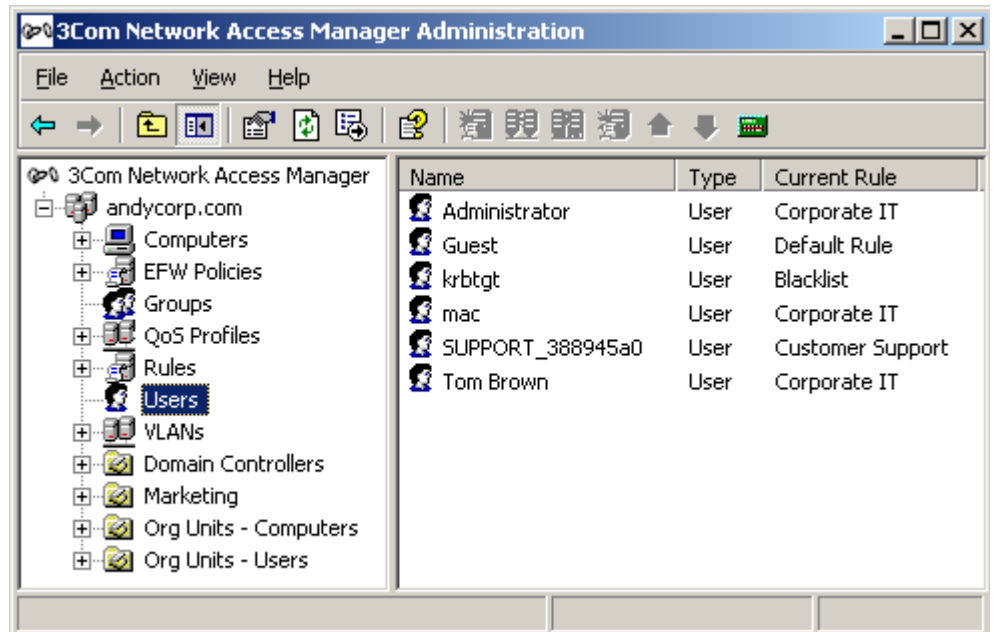 3Com Network Access Manager Administration
File Action View Help
3Com Network Access Manager
andycorp.com
Computers
EFW Policies
Groups
QoS Profiles
Rules
Users
VLANs
Domain Controllers
Marketing
Org Units - Computers
Org Units - Users
Name Type Current Rule
Administrator User Corporate IT
Guest User Default Rule
krbtgt User Blacklist
mac User Corporate IT
SUPPORT_388945a0 User Customer Support
Tom Brown User Corporate IT